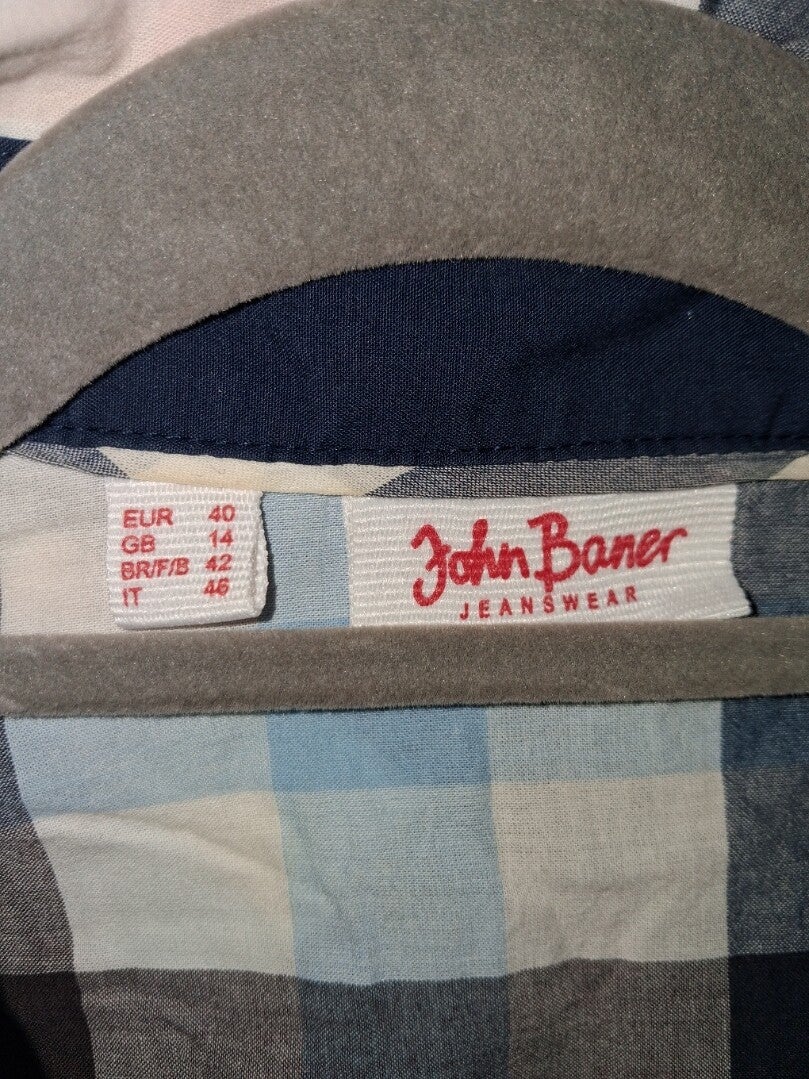 EUR 40
GB 14
BR/F/B 42
IT 46
John Baner
JEANSWEAR